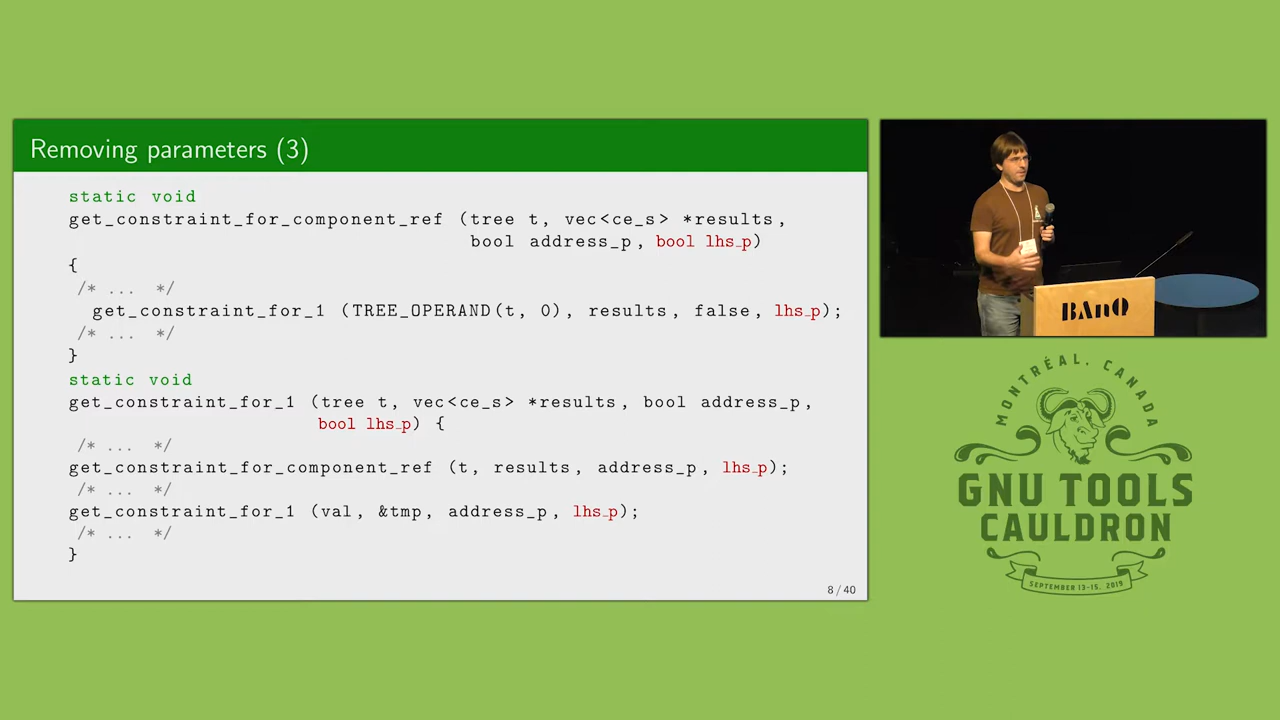 Removing parameters (3)
static void
get_constraint_for_component_ref (tree t, vec<ce_s> *results,
bool address_p, bool lhs_p)
{
/* ... */
get_constraint_for_1 (TREE_OPERAND(t, 0), results, false, lhs_p);
/* ... */
}
static void
get_constraint_for_1 (tree t, vec<ce_s> *results, bool address_p,
bool lhs_p) {
/* ... */
get_constraint_for_component_ref (t, results, address_p, lhs_p);
/* ... */
get_constraint_for_1 (val, &tmp, address_p, lhs_p);
/* ... */
}
8 / 40
BAnQ
MONTRÉAL, CANADA
GNU TOOLS
CAULDRON
SEPTEMBER 13-15, 2019